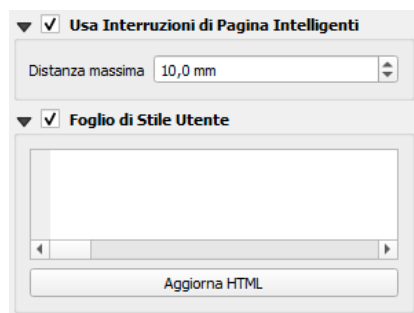 Usa Interruzioni di Pagina Intelligenti
Distanza massima 10,0 mm
Foglio di Stile Utente
Aggiorna HTML